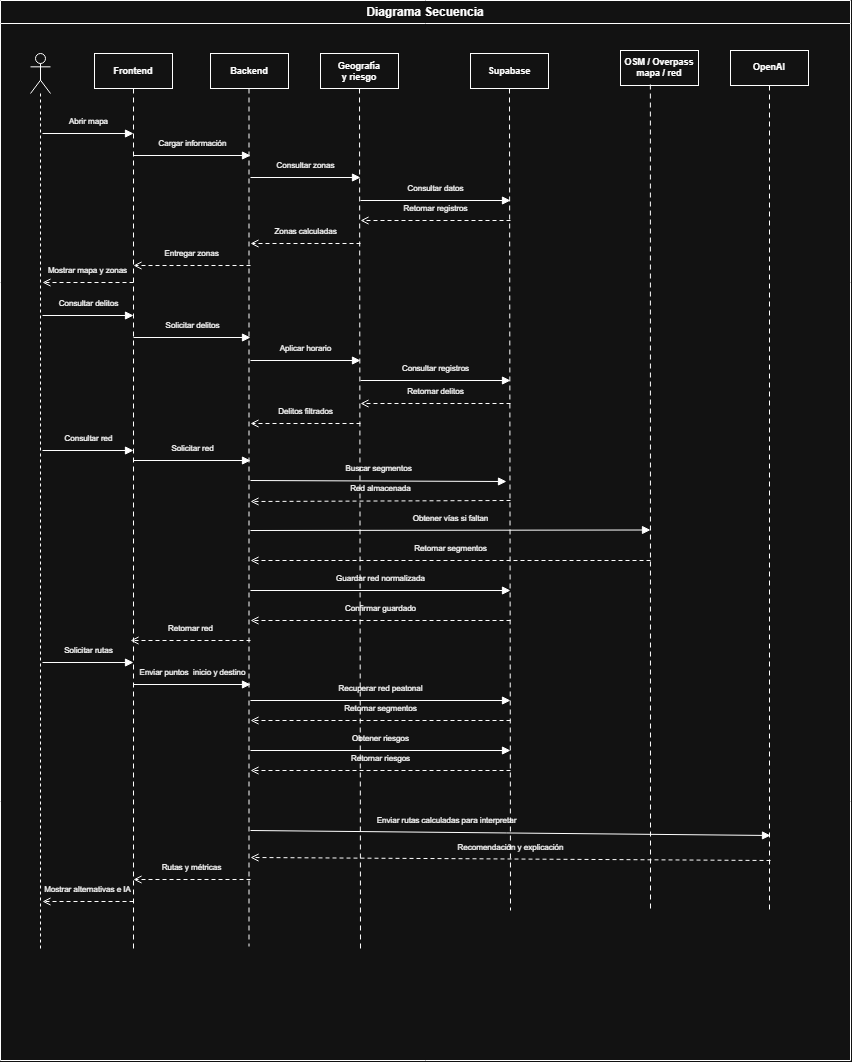 Diagrama Secuencia
Frontend
Backend
Geografía
y riesgo
Supabase
OSM / Overpass
mapa / red
OpenAI
Abrir mapa
Cargar información
Consultar zonas
Consultar datos
Retornar registros
Zonas calculadas
Entregar zonas
Mostrar mapa y zonas
Consultar delitos
Solicitar delitos
Aplicar horario
Consultar registros
Retornar delitos
Delitos filtrados
Consultar red
Solicitar red
Buscar segmentos
Red almacenada
Obtener vías si faltan
Retornar segmentos
Guardar red normalizada
Confirmar guardado
Retornar red
Solicitar rutas
Enviar puntos  inicio y destino
Recuperar red peatonal
Retornar segmentos
Obtener riesgos
Retornar riesgos
Enviar rutas calculadas para interpretar
Recomendación y explicación
Rutas y métricas
Mostrar alternativas e IA